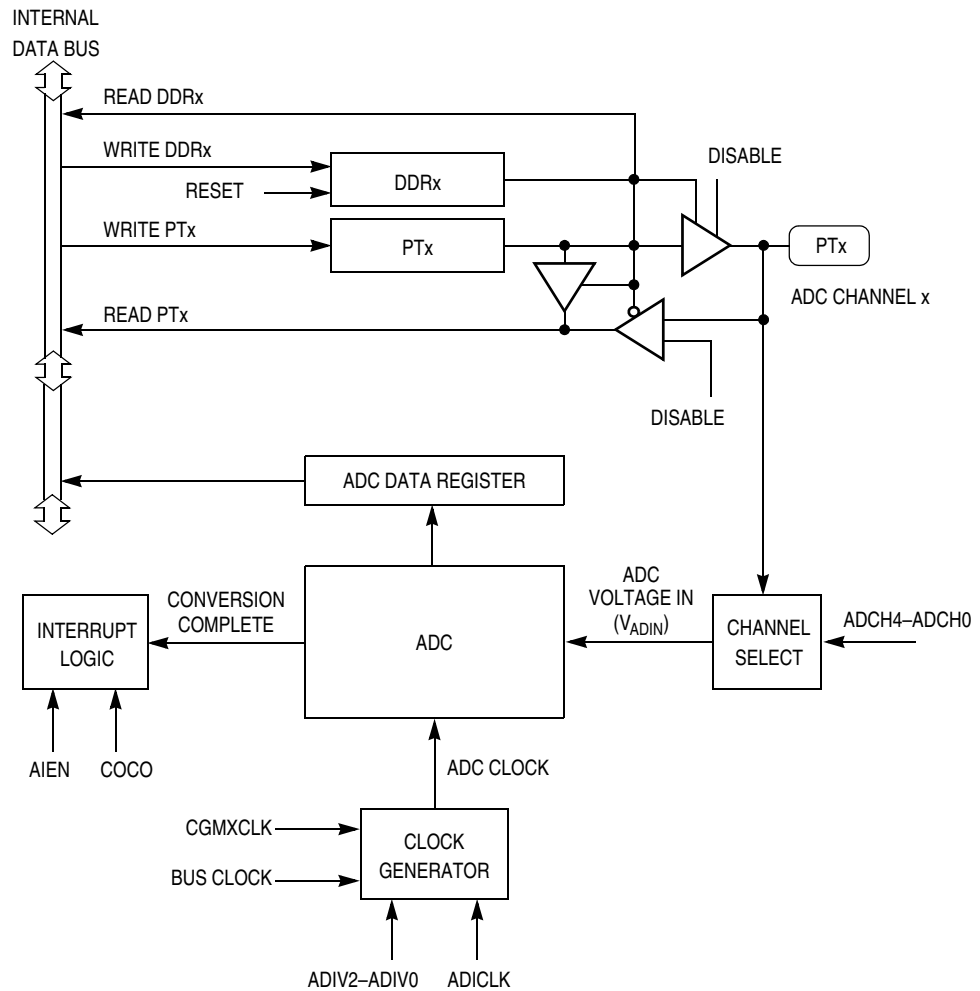 INTERNAL
DATA BUS
READ DDRx
WRITE DDRx
DISABLE
RESET
DDRx
WRITE PTx
PTx
PTx
ADC CHANNEL x
READ PTx
DISABLE
ADC DATA REGISTER
INTERRUPT
LOGIC
CONVERSION
COMPLETE
ADC
ADC
VOLTAGE IN
(VADIN)
CHANNEL
SELECT
ADCH4–ADCH0
AIEN
COCO
ADC CLOCK
CGMXCLK
BUS CLOCK
CLOCK
GENERATOR
ADIV2–ADIV0
ADICLK